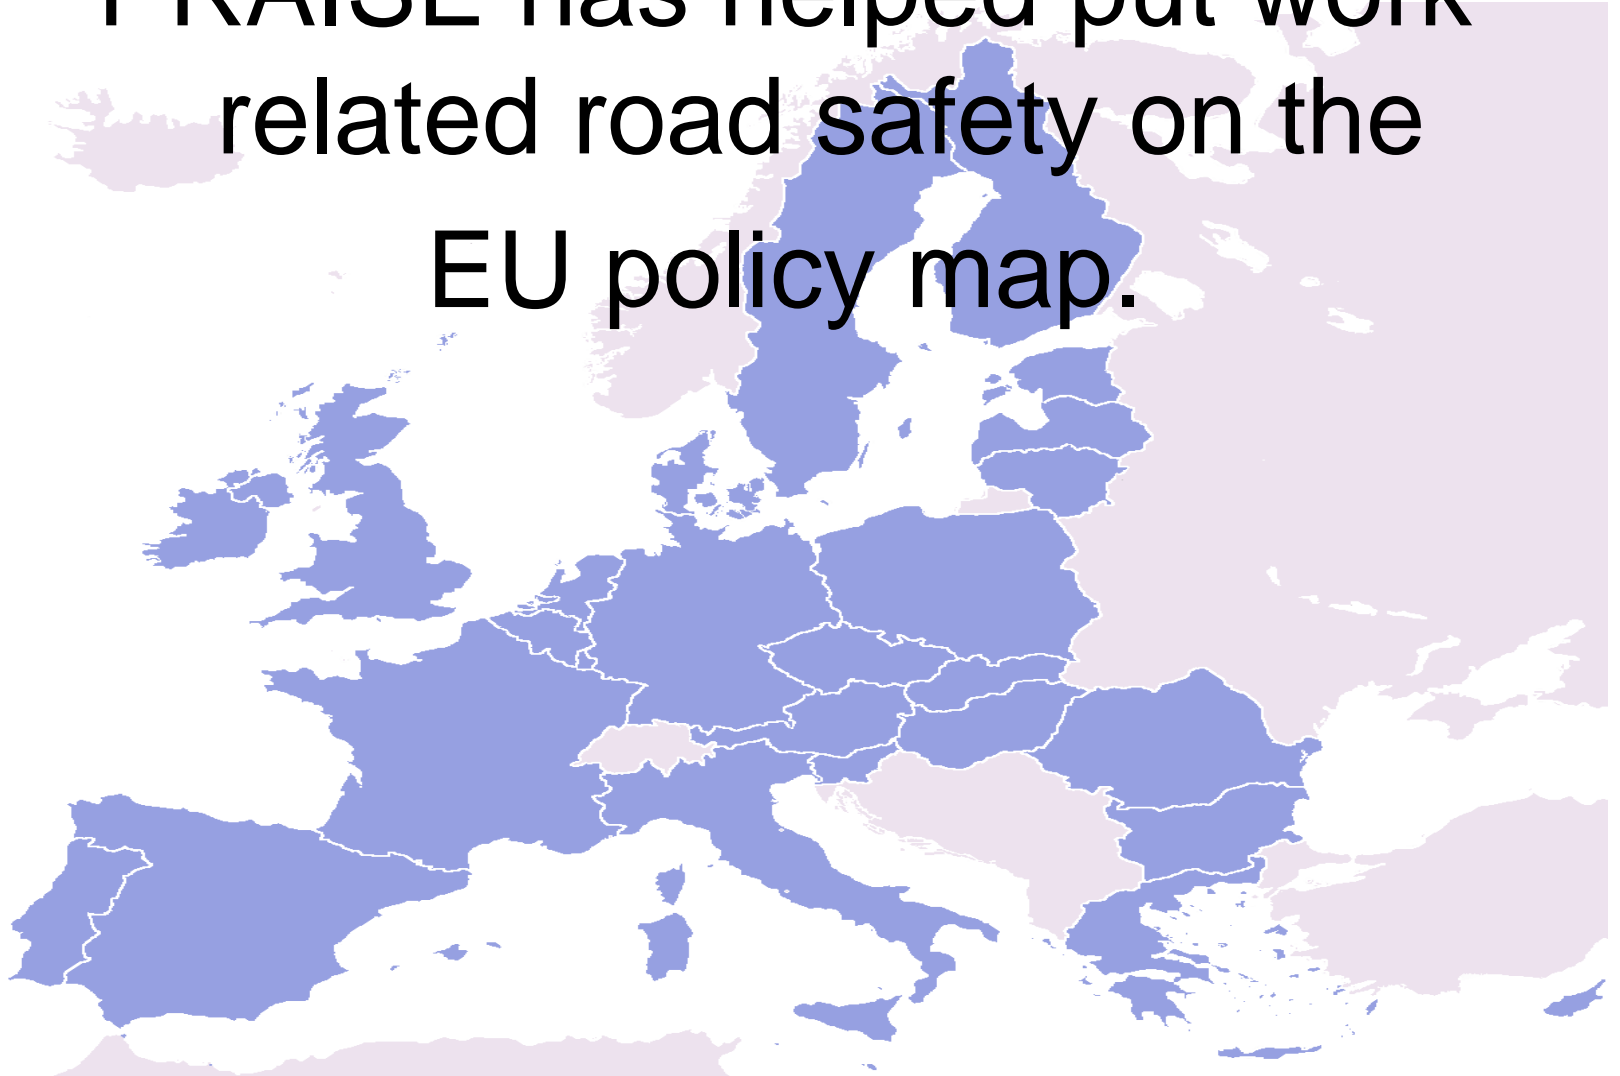 PRAISE has helped put work
related road safety on the
EU policy map.